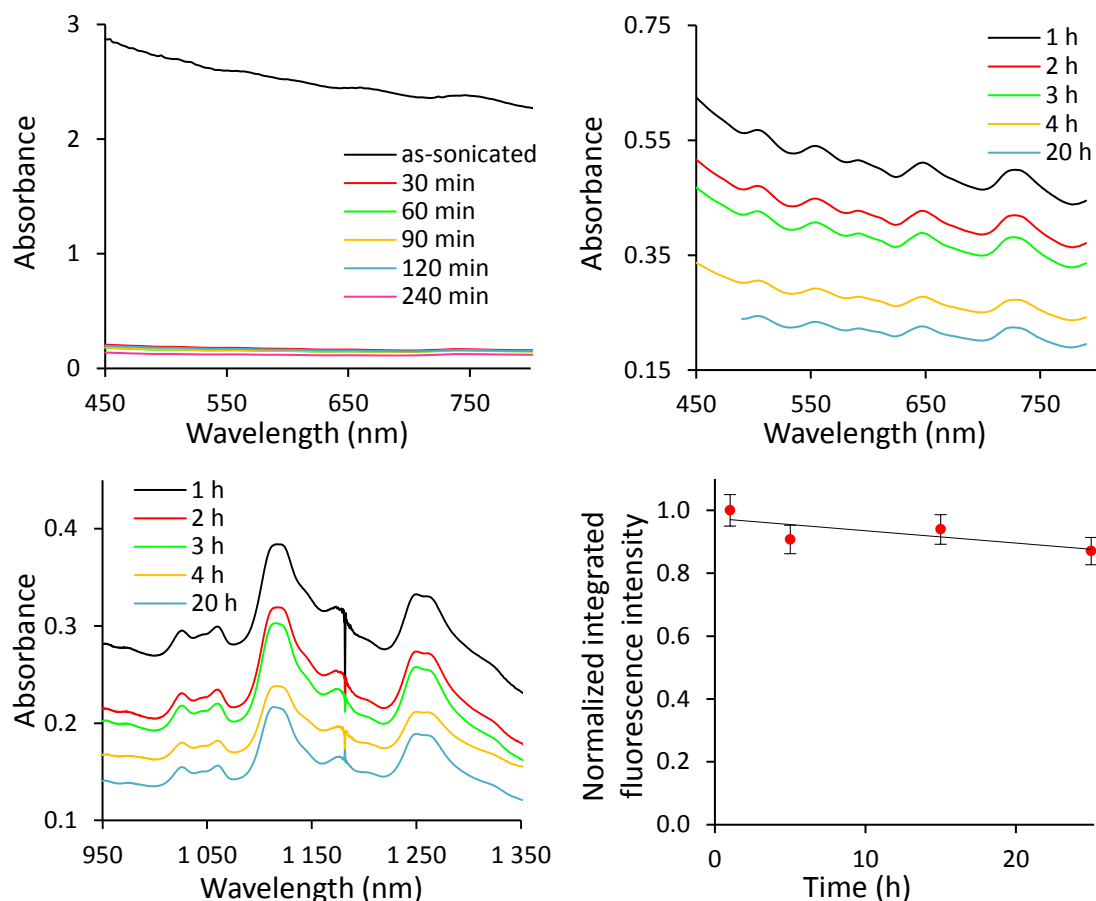 3
2
1
0
Absorbance
as-sonicated
30 min
60 min
90 min
120 min
240 min
450 550 650 750
Wavelength (nm)
0.75
0.55
0.35
0.15
Absorbance
1 h
2 h
3 h
4 h
20 h
450 550 650 750
Wavelength (nm)
0.4
0.3
0.2
0.1
Absorbance
1 h
2 h
3 h
4 h
20 h
950 1 050 1 150 1 250 1 350
Wavelength (nm)
1.0
0.8
0.6
0.4
0.2
0.0
Normalized integrated
fluorescence intensity
0 10 20
Time (h)